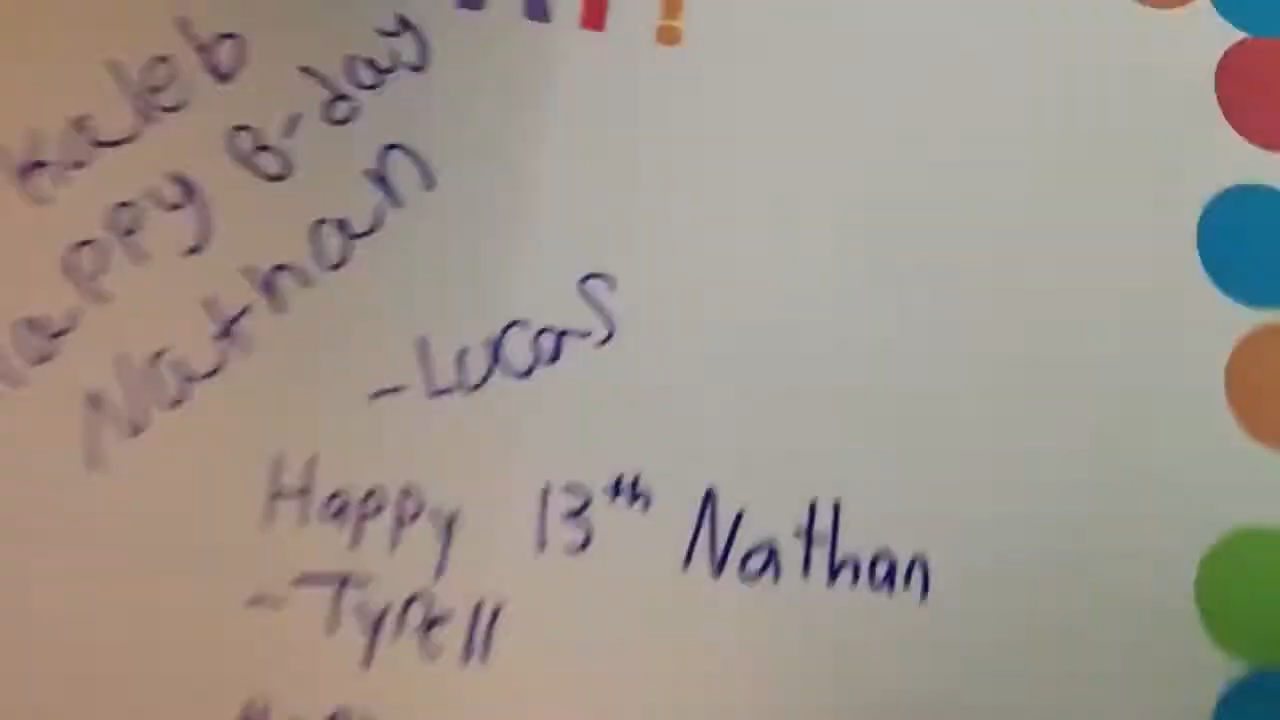 Kaleb
Happy B-day
Nathan
-Lucas
Happy 13th Nathan
-Tyrell